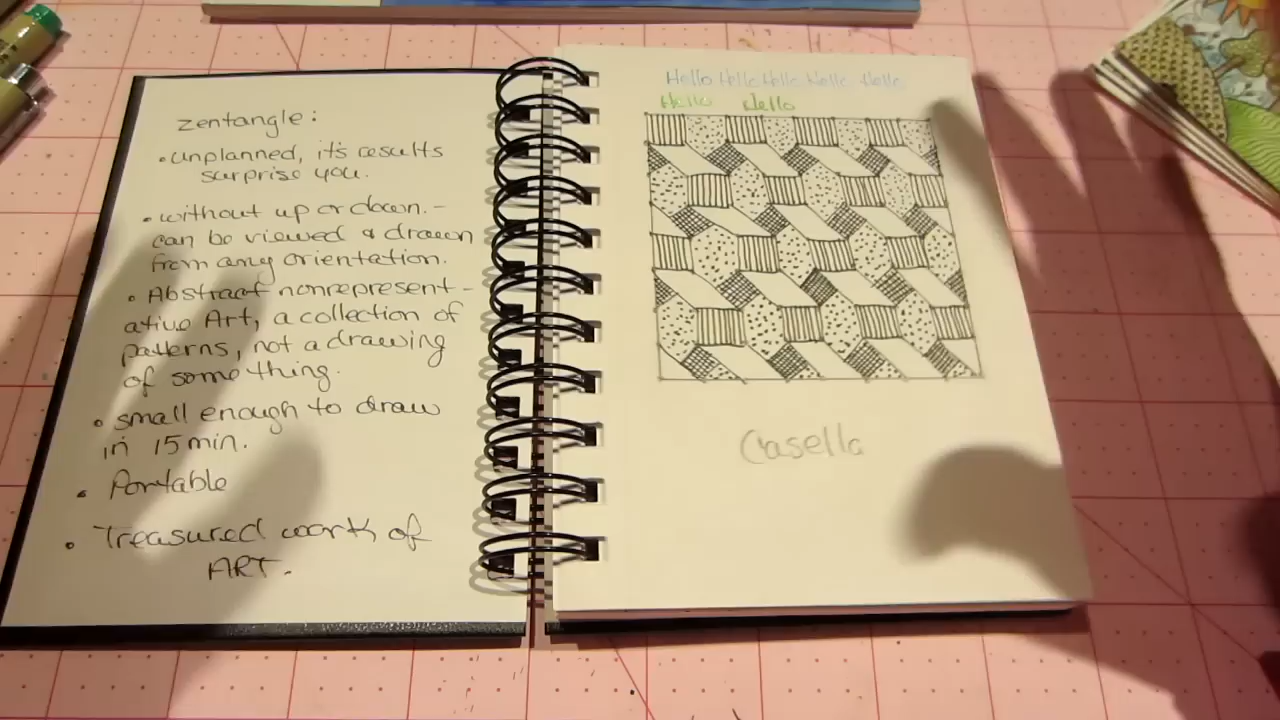 zentangle:
• unplanned, it's results
surprise you.
• without up or down. -
can be viewed & drawn
from any orientation.
• Abstract nonrepresent -
ative Art, a collection of
patterns, not a drawing
of something.
• small enough to draw
in 15 min.
• Portable
• Treasured work of
ART.
Hello Hello Hello Hello Hello
Hello Hello
Casella